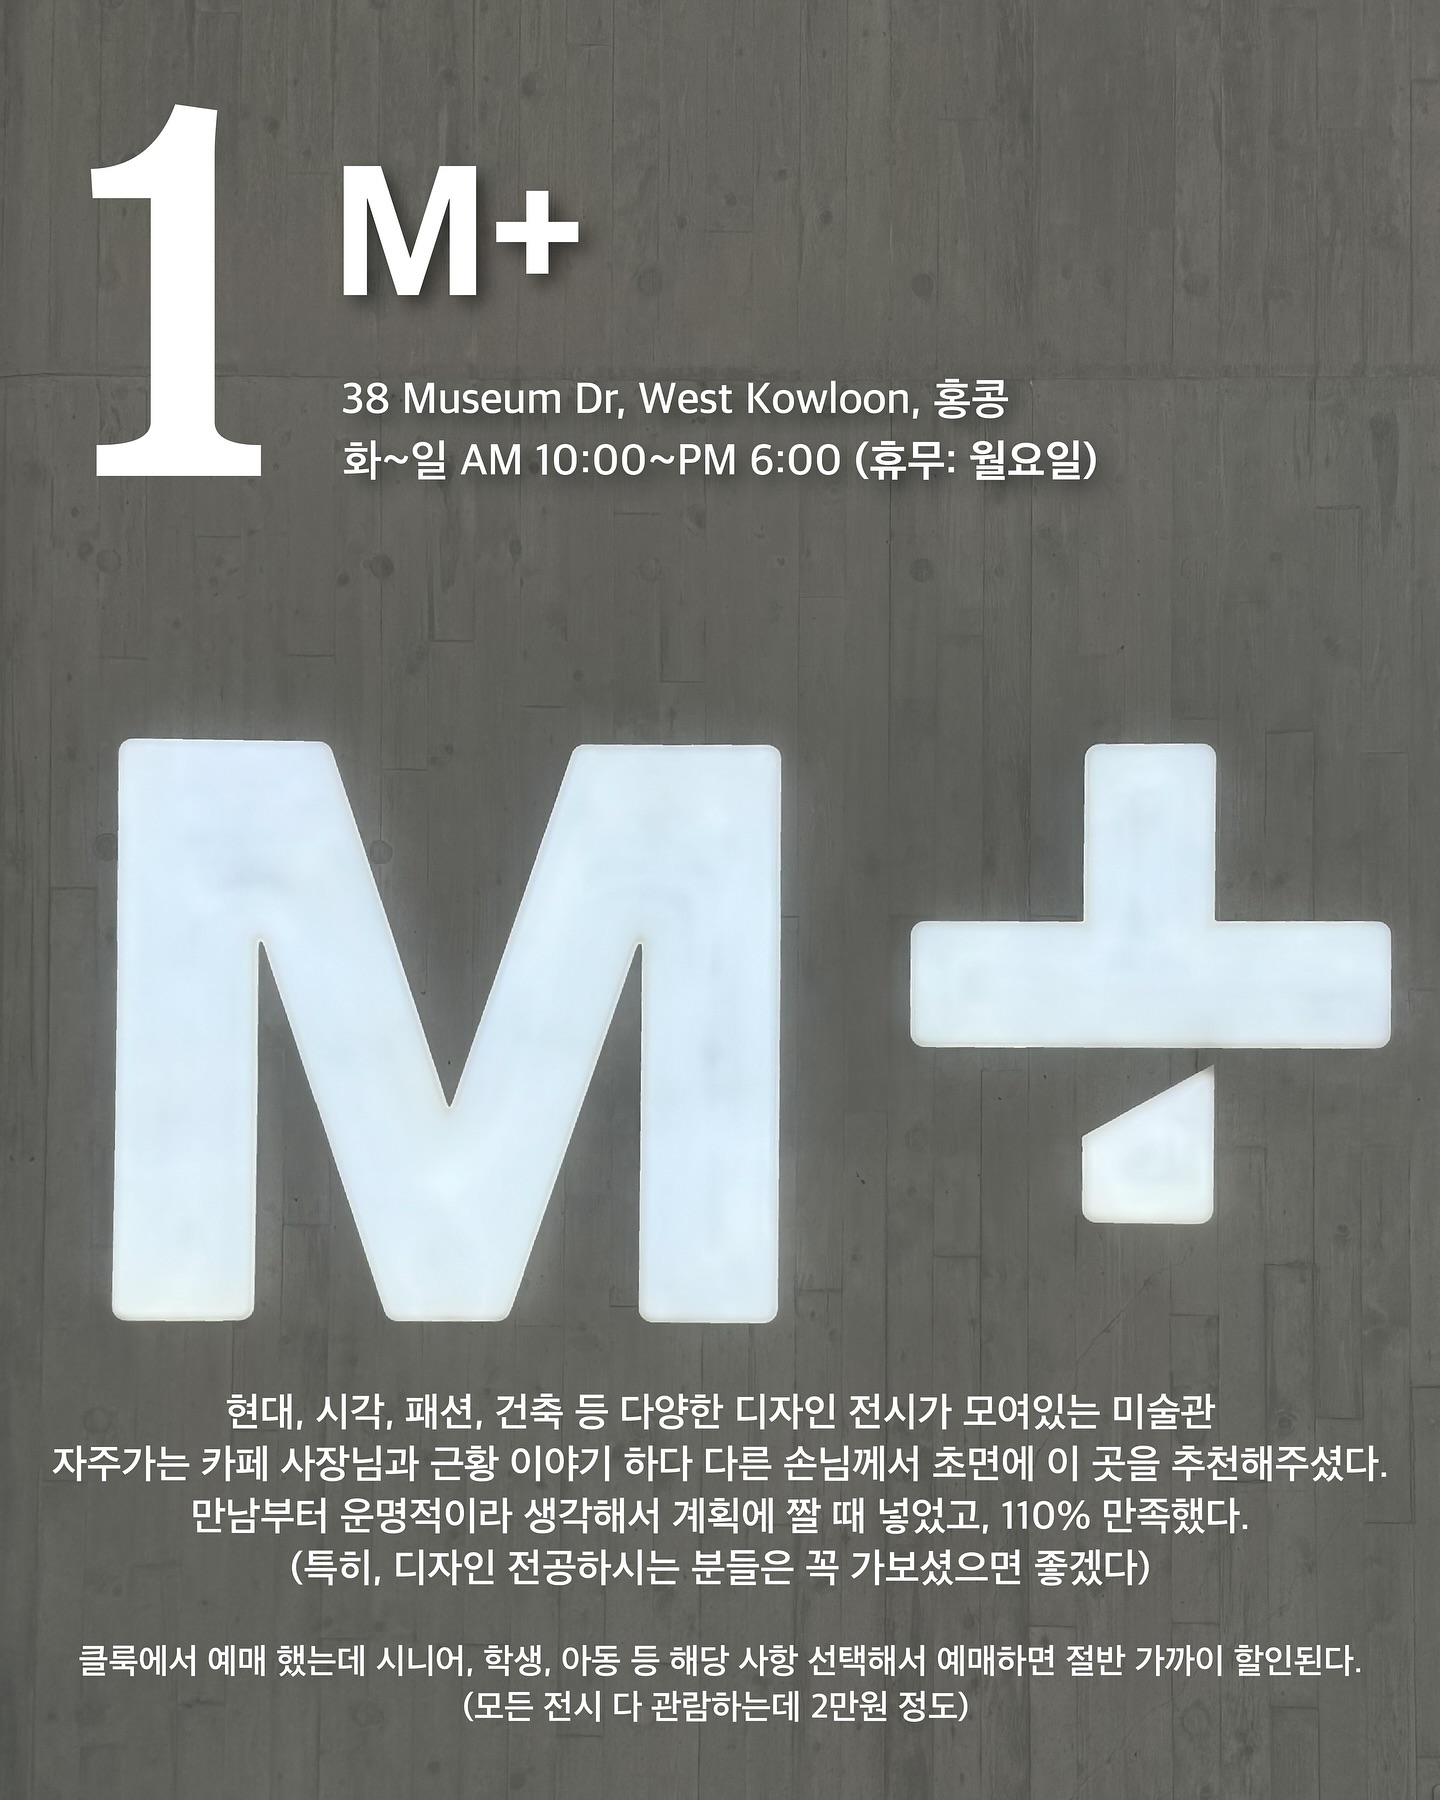 1
M+
38 Museum Dr, West Kowloon, 홍콩
화~일 AM 10:00~PM 6:00 (휴무: 월요일)
M+
현대, 시각, 패션, 건축 등 다양한 디자인 전시가 모여있는 미술관
자주가는 카페 사장님과 근황 이야기 하다 다른 손님께서 초면에 이 곳을 추천해주셨다.
만남부터 운명적이라 생각해서 계획에 짤 때 넣었고, 110% 만족했다.
(특히, 디자인 전공하시는 분들은 꼭 가보셨으면 좋겠다)
클룩에서 예매 했는데 시니어, 학생, 아동 등 해당 사항 선택해서 예매하면 절반 가까이 할인된다.
(모든 전시 다 관람하는데 2만원 정도)